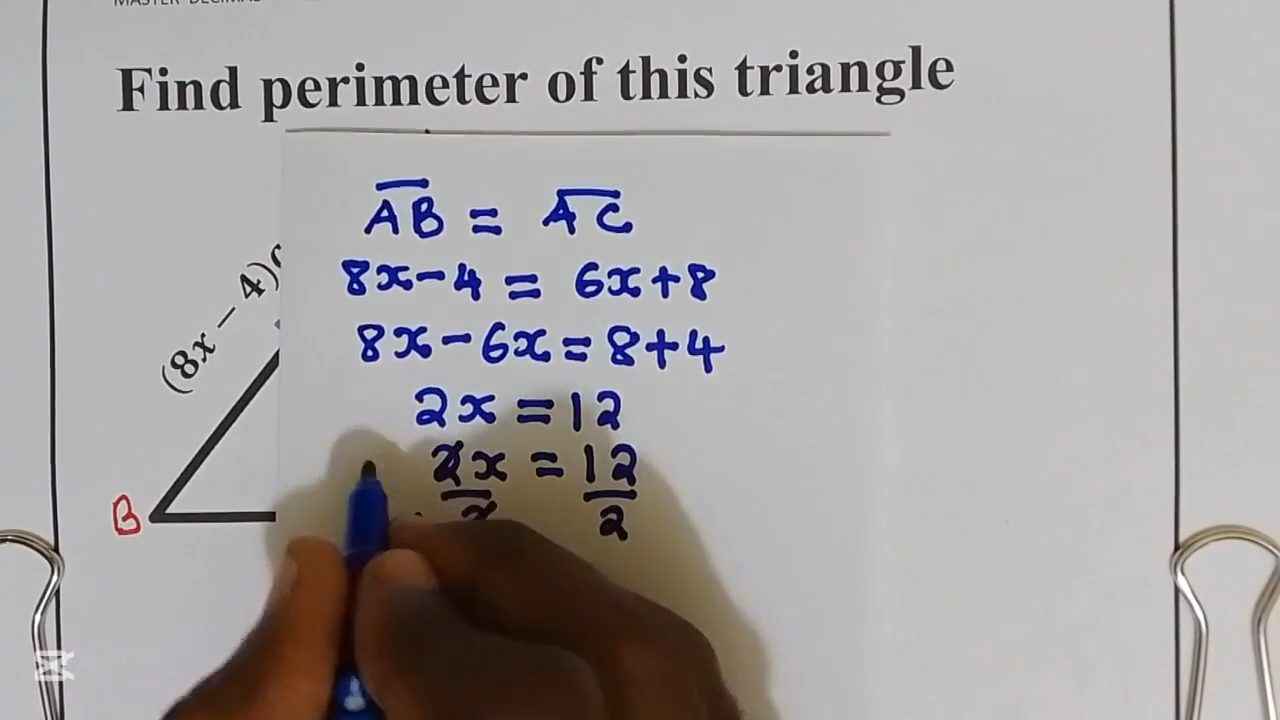 Find perimeter of this triangle
AB = AC
8x-4 = 6x+8
8x-6x=8+4
2x = 12
2x = 12
2 2
(8x - 4)
B